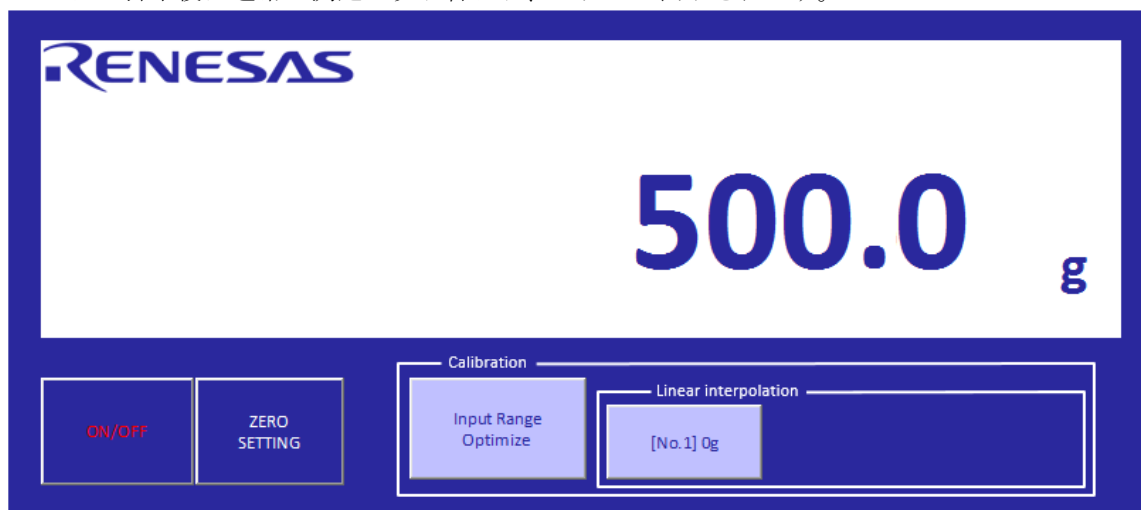 RENESAS
500.0
g
Calibration
Linear interpolation
ON/OFF
ZERO
SETTING
Input Range
Optimize
[No.1] 0g